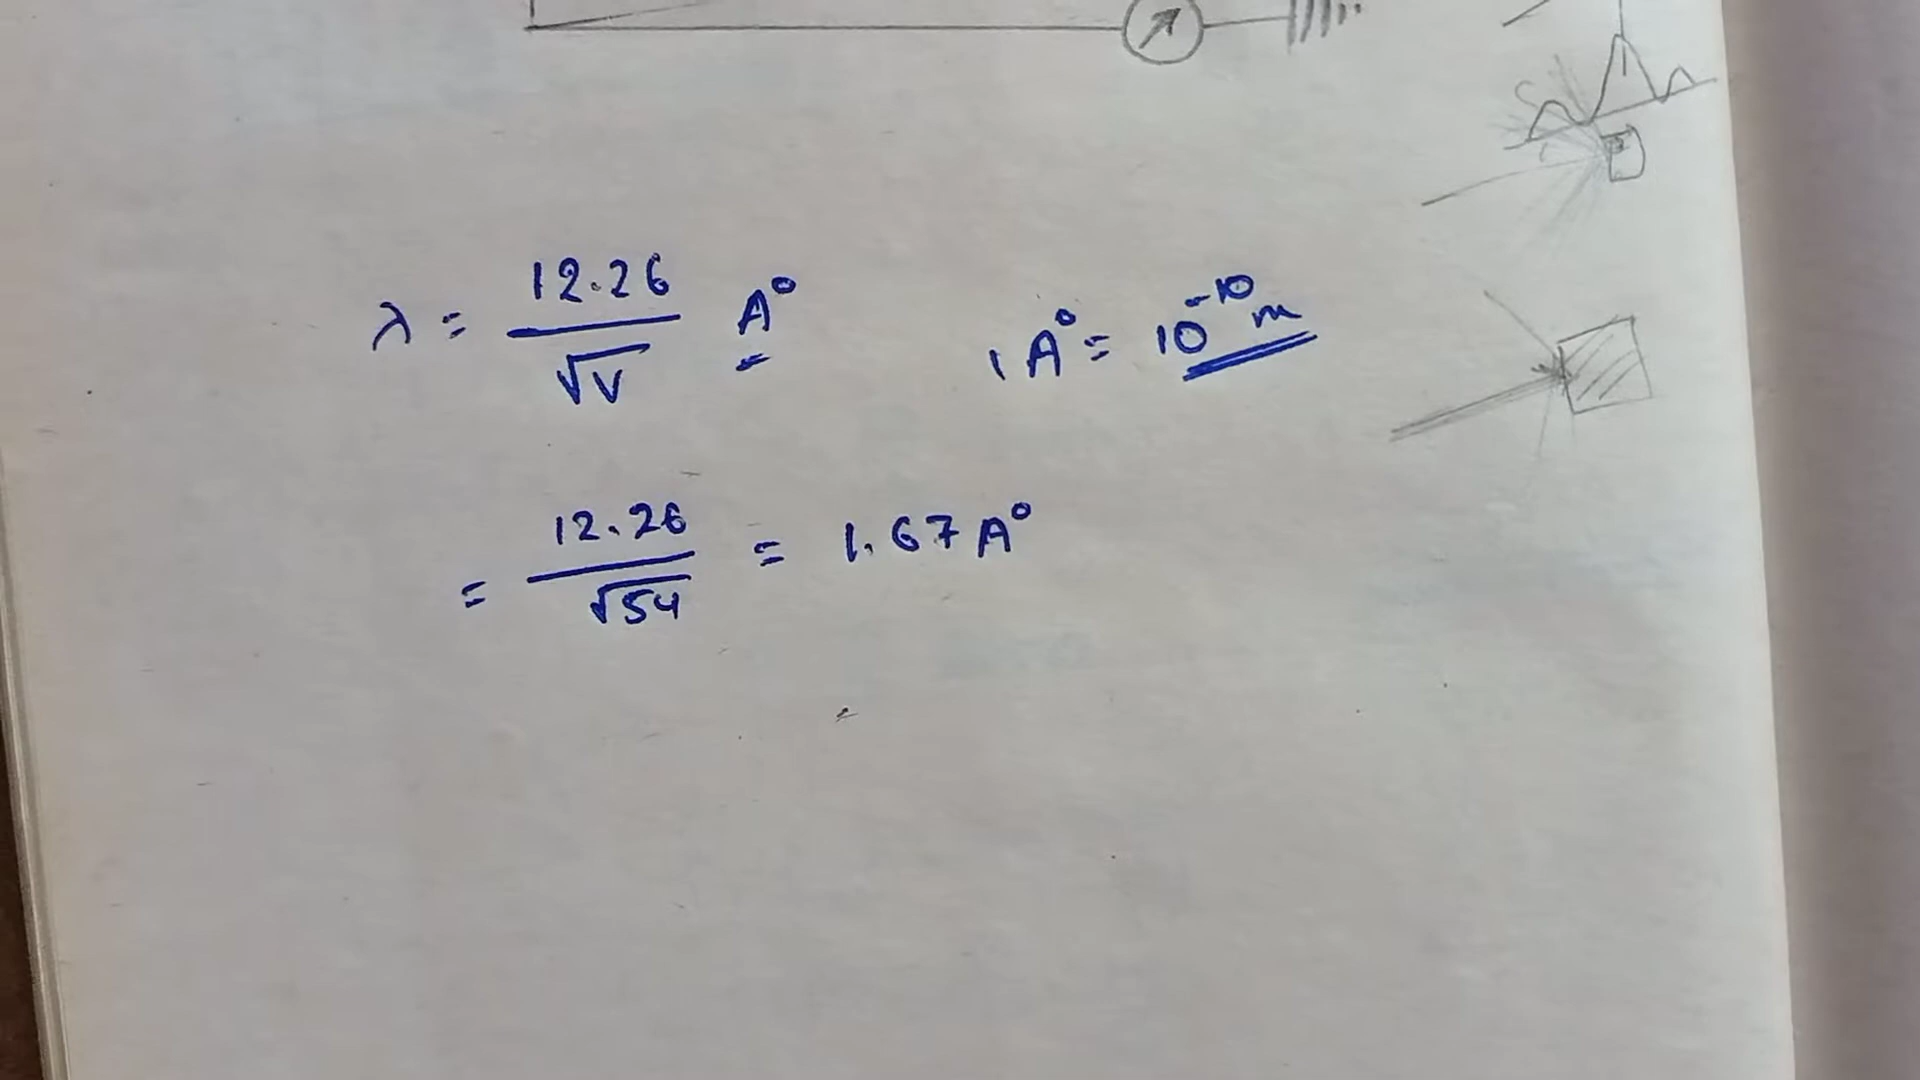 λ = 12.26 / √V A° 1 A° = 10⁻¹⁰ m
= 12.26 / √54 = 1.67 A°